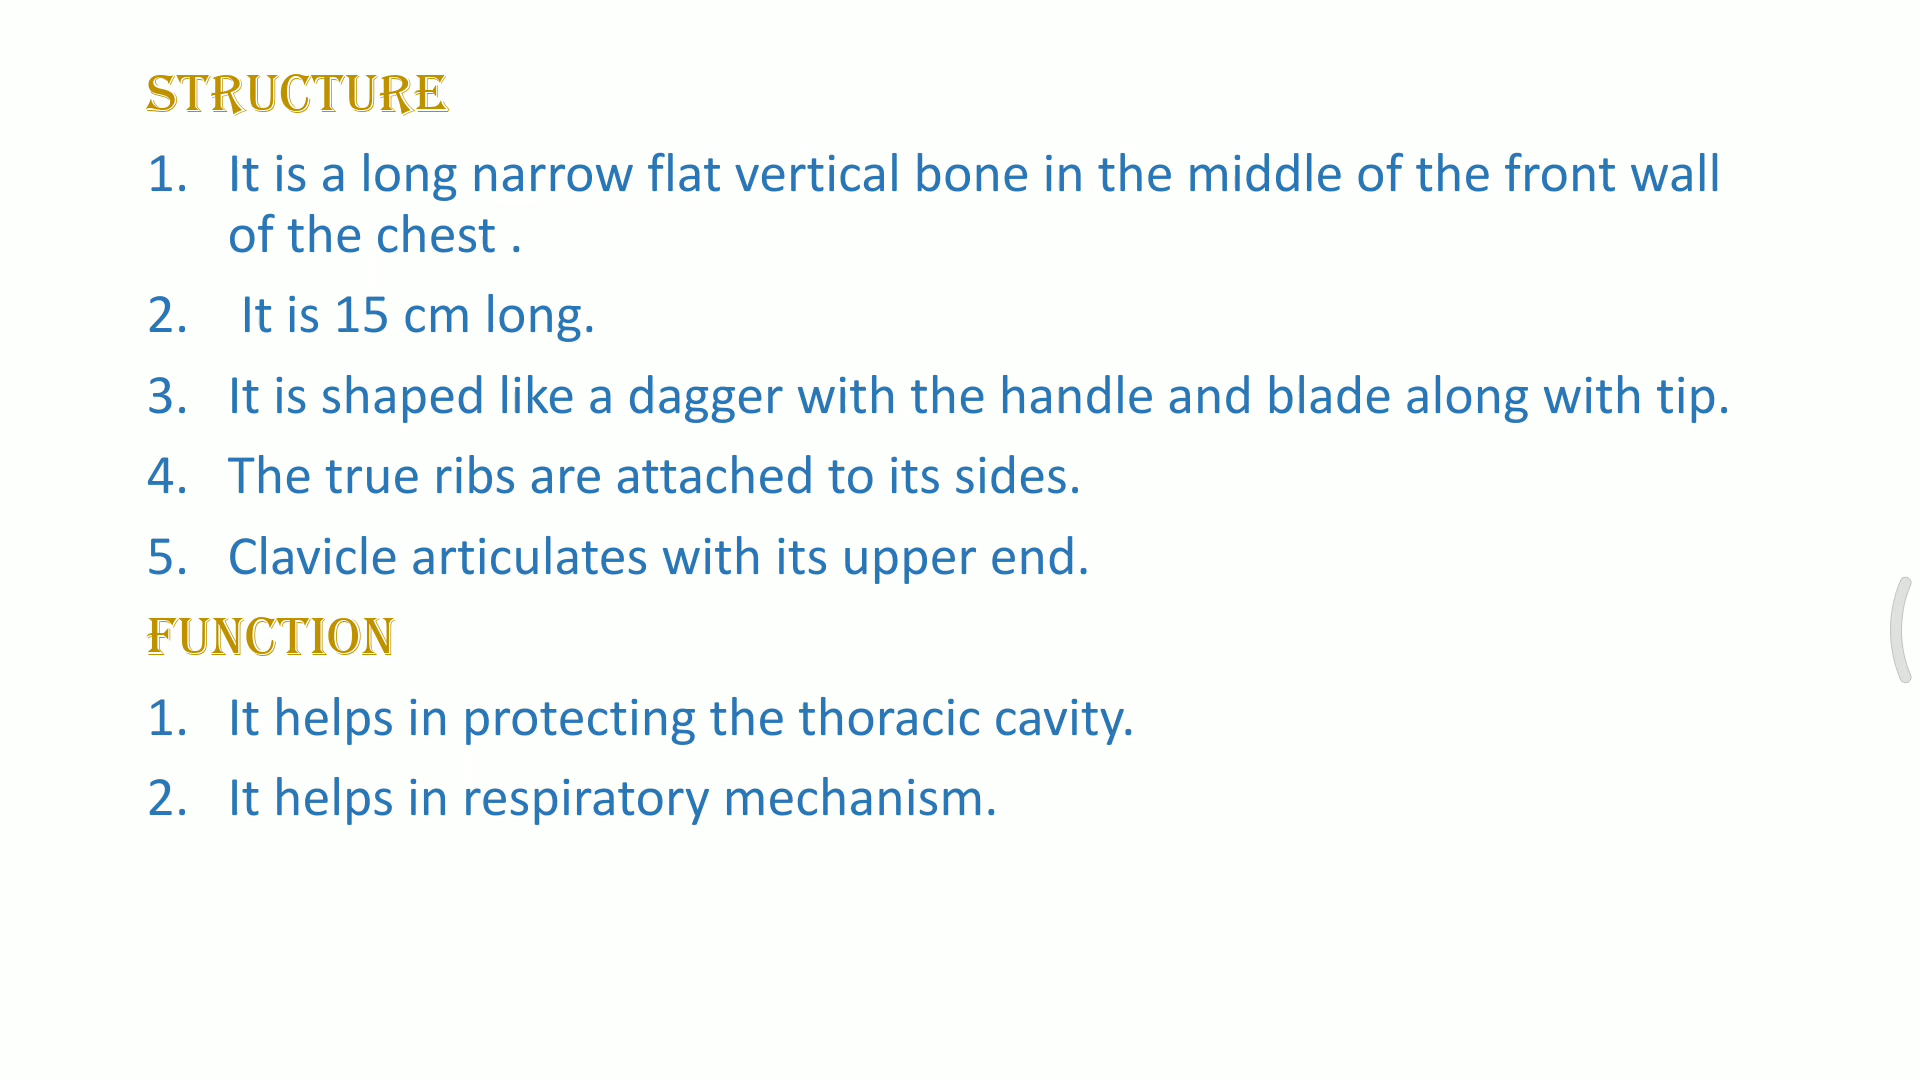 STRUCTURE
1. It is a long narrow flat vertical bone in the middle of the front wall
of the chest .
2. It is 15 cm long.
3. It is shaped like a dagger with the handle and blade along with tip.
4. The true ribs are attached to its sides.
5. Clavicle articulates with its upper end.
FUNCTION
1. It helps in protecting the thoracic cavity.
2. It helps in respiratory mechanism.